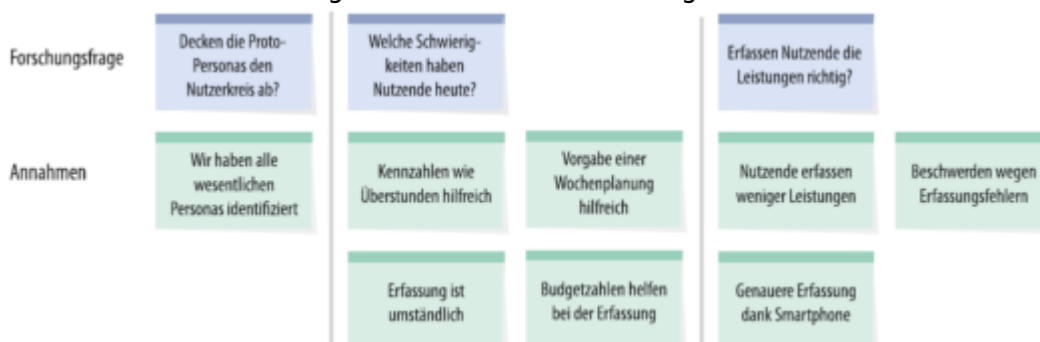 Forschungsfrage
Decken die Proto-
Personas den
Nutzerkreis ab?
Welche Schwierig-
keiten haben
Nutzende heute?
Erfassen Nutzende die
Leistungen richtig?
Annahmen
Wir haben alle
wesentlichen
Personas identifiziert
Kennzahlen wie
Überstunden hilfreich
Vorgabe einer
Wochenplanung
hilfreich
Nutzende erfassen
weniger Leistungen
Beschwerden wegen
Erfassungsfehlern
Erfassung ist
umständlich
Budgetzahlen helfen
bei der Erfassung
Genauere Erfassung
dank Smartphone